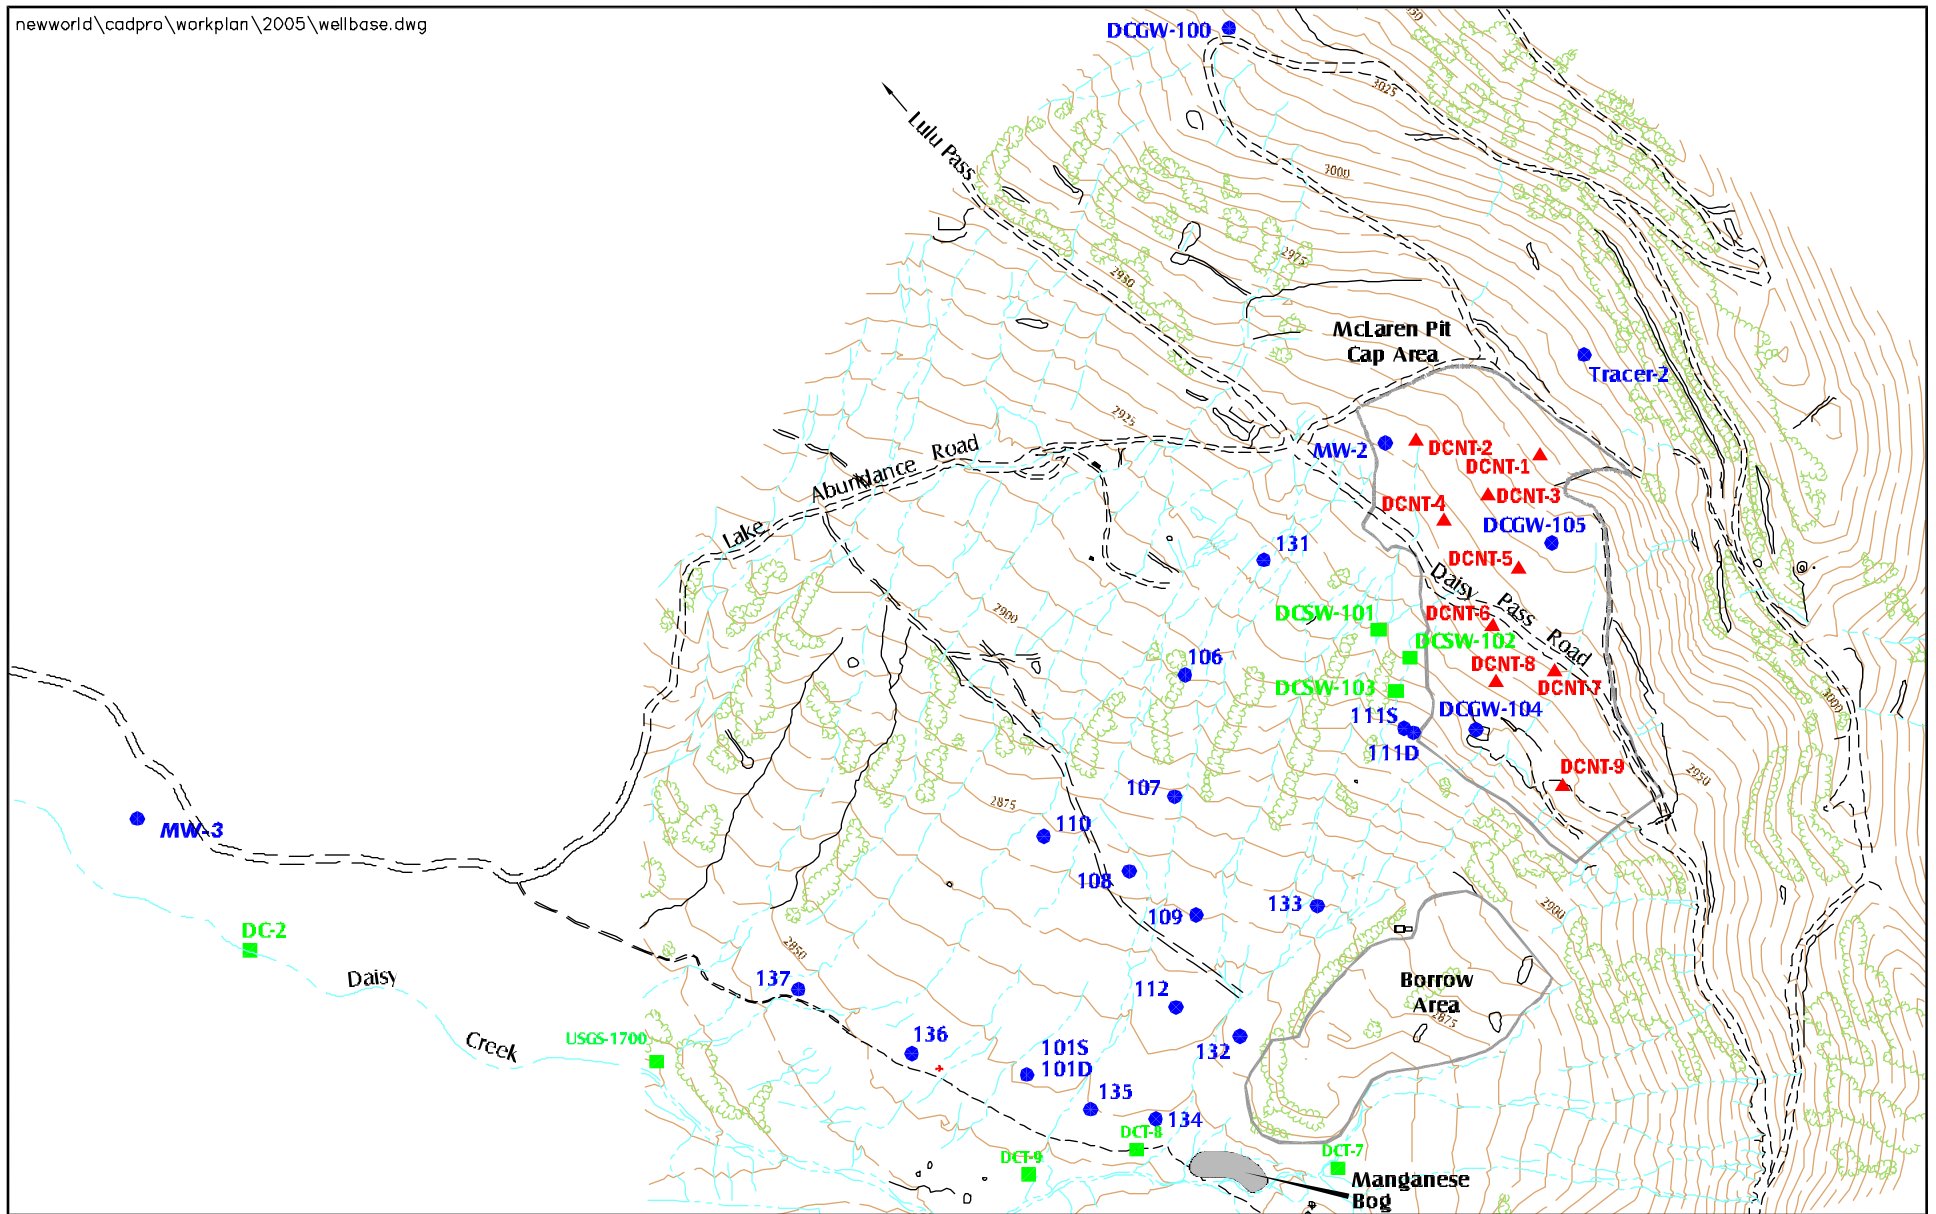 newworld\cadpro\workplan\2005\wellbase.dwg
DCGW-100
3025
Lulu Pass
3000
2975
2950
McLaren Pit
Cap Area
Tracer-2
2925
Lake Abundance Road
MW-2
DCNT-2
DCNT-1
DCNT-3
DCNT-4
DCGW-105
DCNT-5
131
Daisy Pass Road
2900
DCSW-101
DCNT-6
DCSW-102
106
DCNT-8
DCSW-103
DCNT-7
3000
111S
DCGW-104
111D
DCNT-9
2950
107
2875
110
MW-3
108
109
133
2900
DC-2
2850
Daisy
137
112
Borrow
Area
2875
Creek
USGS-1700
136
101S
101D
132
135
134
DCT-8
DCT-9
DCT-7
Manganese
Bog